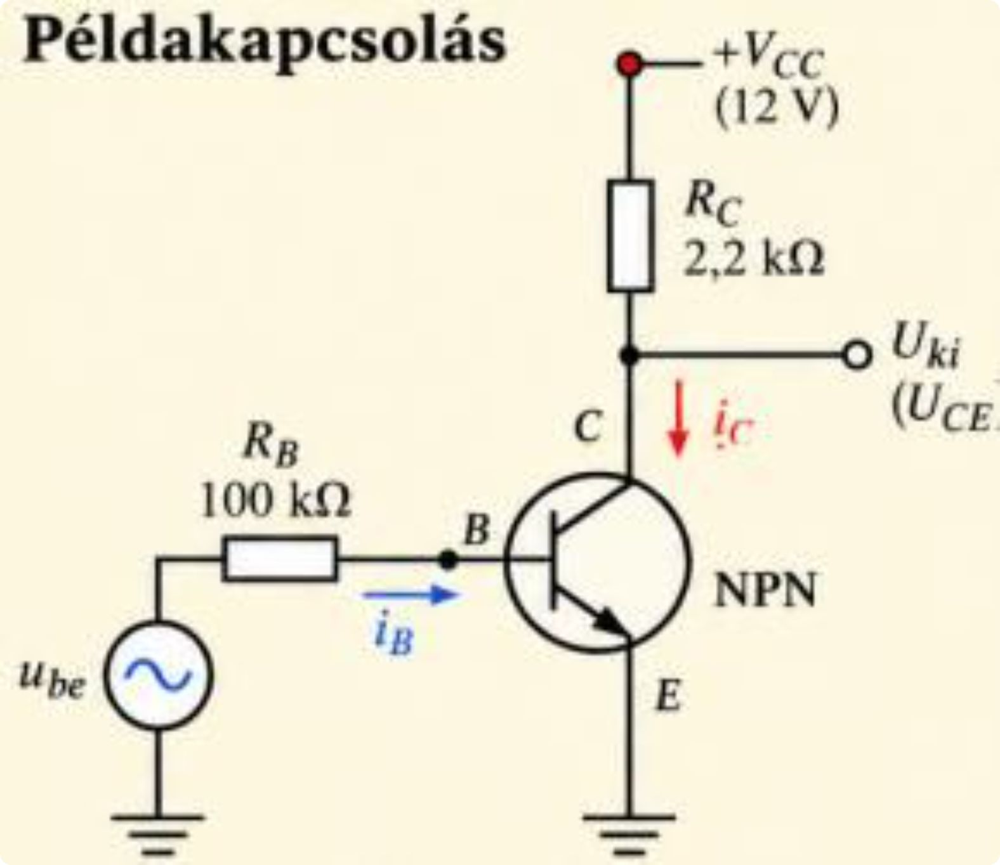 Példakapcsolás
+V_CC
(12 V)
R_C
2,2 kΩ
U_ki
(U_CE)
C
i_C
R_B
100 kΩ
B
NPN
i_B
u_be
E